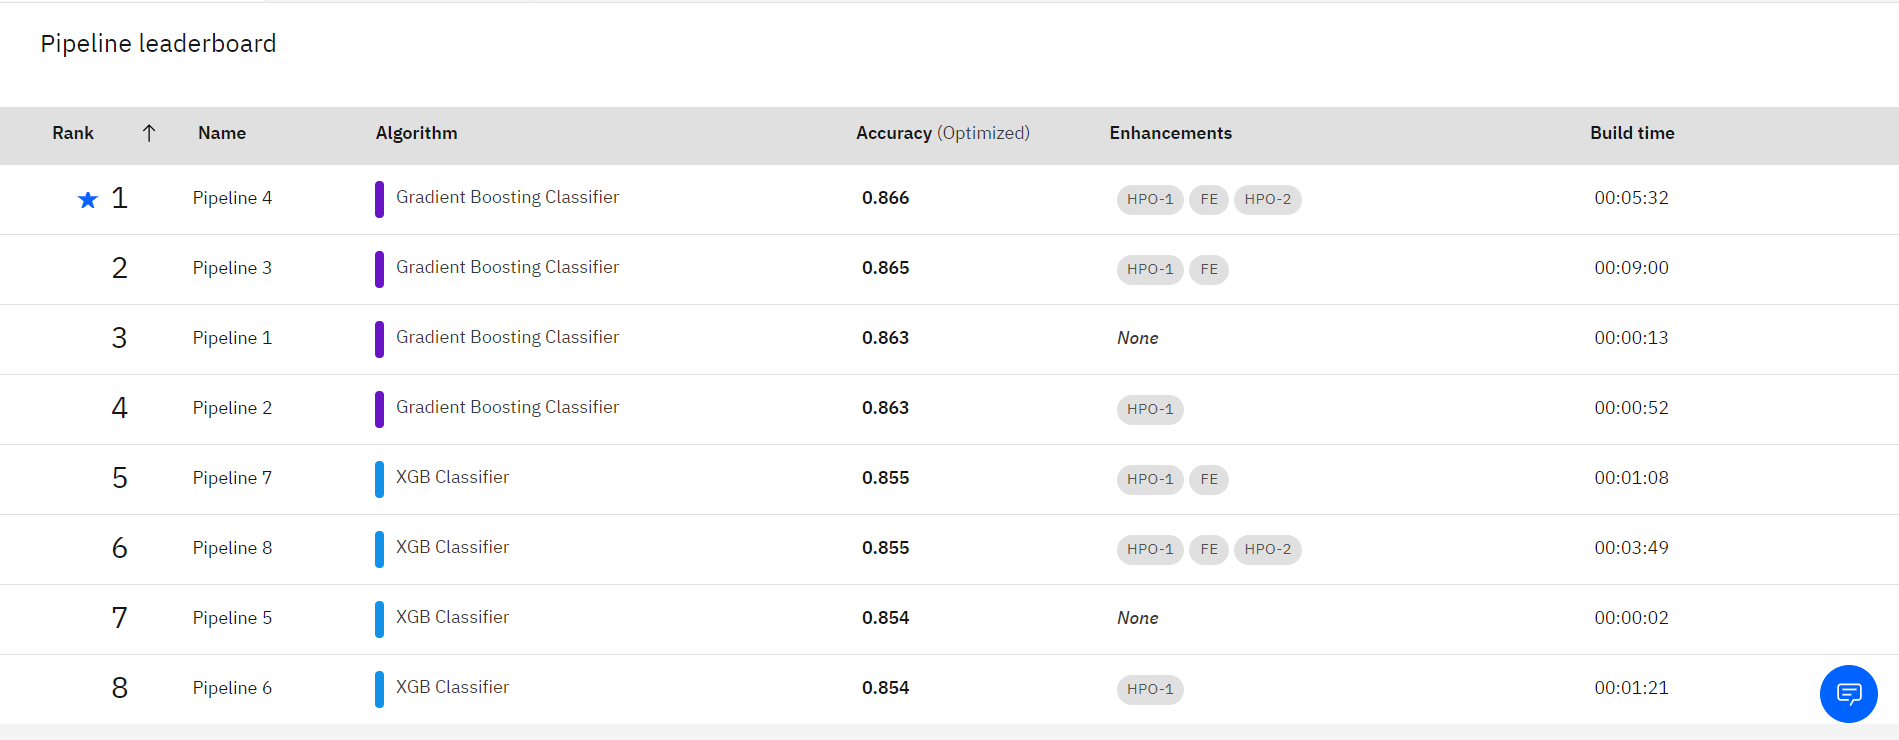 Pipeline leaderboard
Rank ↑ Name Algorithm Accuracy (Optimized) Enhancements Build time
★ 1 Pipeline 4 Gradient Boosting Classifier 0.866 HPO-1 FE HPO-2 00:05:32
2 Pipeline 3 Gradient Boosting Classifier 0.865 HPO-1 FE 00:09:00
3 Pipeline 1 Gradient Boosting Classifier 0.863 None 00:00:13
4 Pipeline 2 Gradient Boosting Classifier 0.863 HPO-1 00:00:52
5 Pipeline 7 XGB Classifier 0.855 HPO-1 FE 00:01:08
6 Pipeline 8 XGB Classifier 0.855 HPO-1 FE HPO-2 00:03:49
7 Pipeline 5 XGB Classifier 0.854 None 00:00:02
8 Pipeline 6 XGB Classifier 0.854 HPO-1 00:01:21